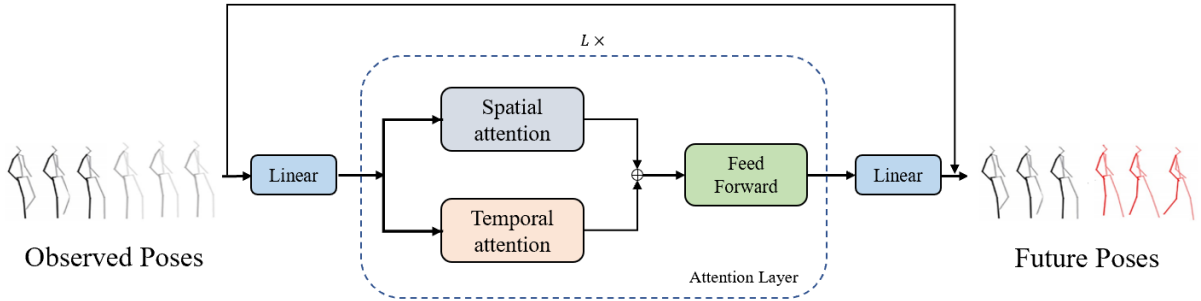 L ×
Spatial
attention
Linear
Feed
Forward
Linear
Temporal
attention
Observed Poses
Future Poses
Attention Layer